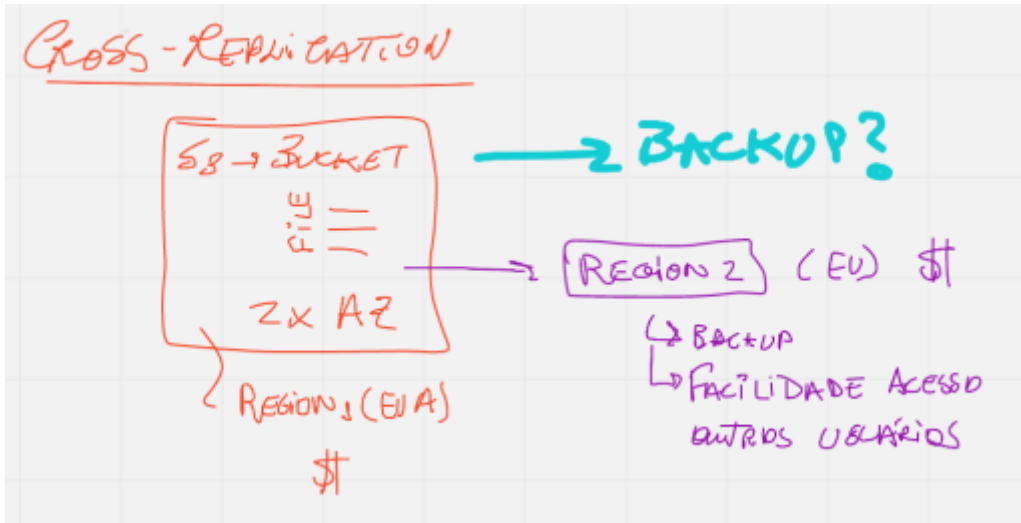 CROSS-REPLICATION
S3 → BUCKET
FILE
2x AZ
REGION 1 (EUA)
$
→ BACKUP?
REGION 2 (EU) $
BACKUP
FACILIDADE ACESSO
OUTROS USUÁRIOS